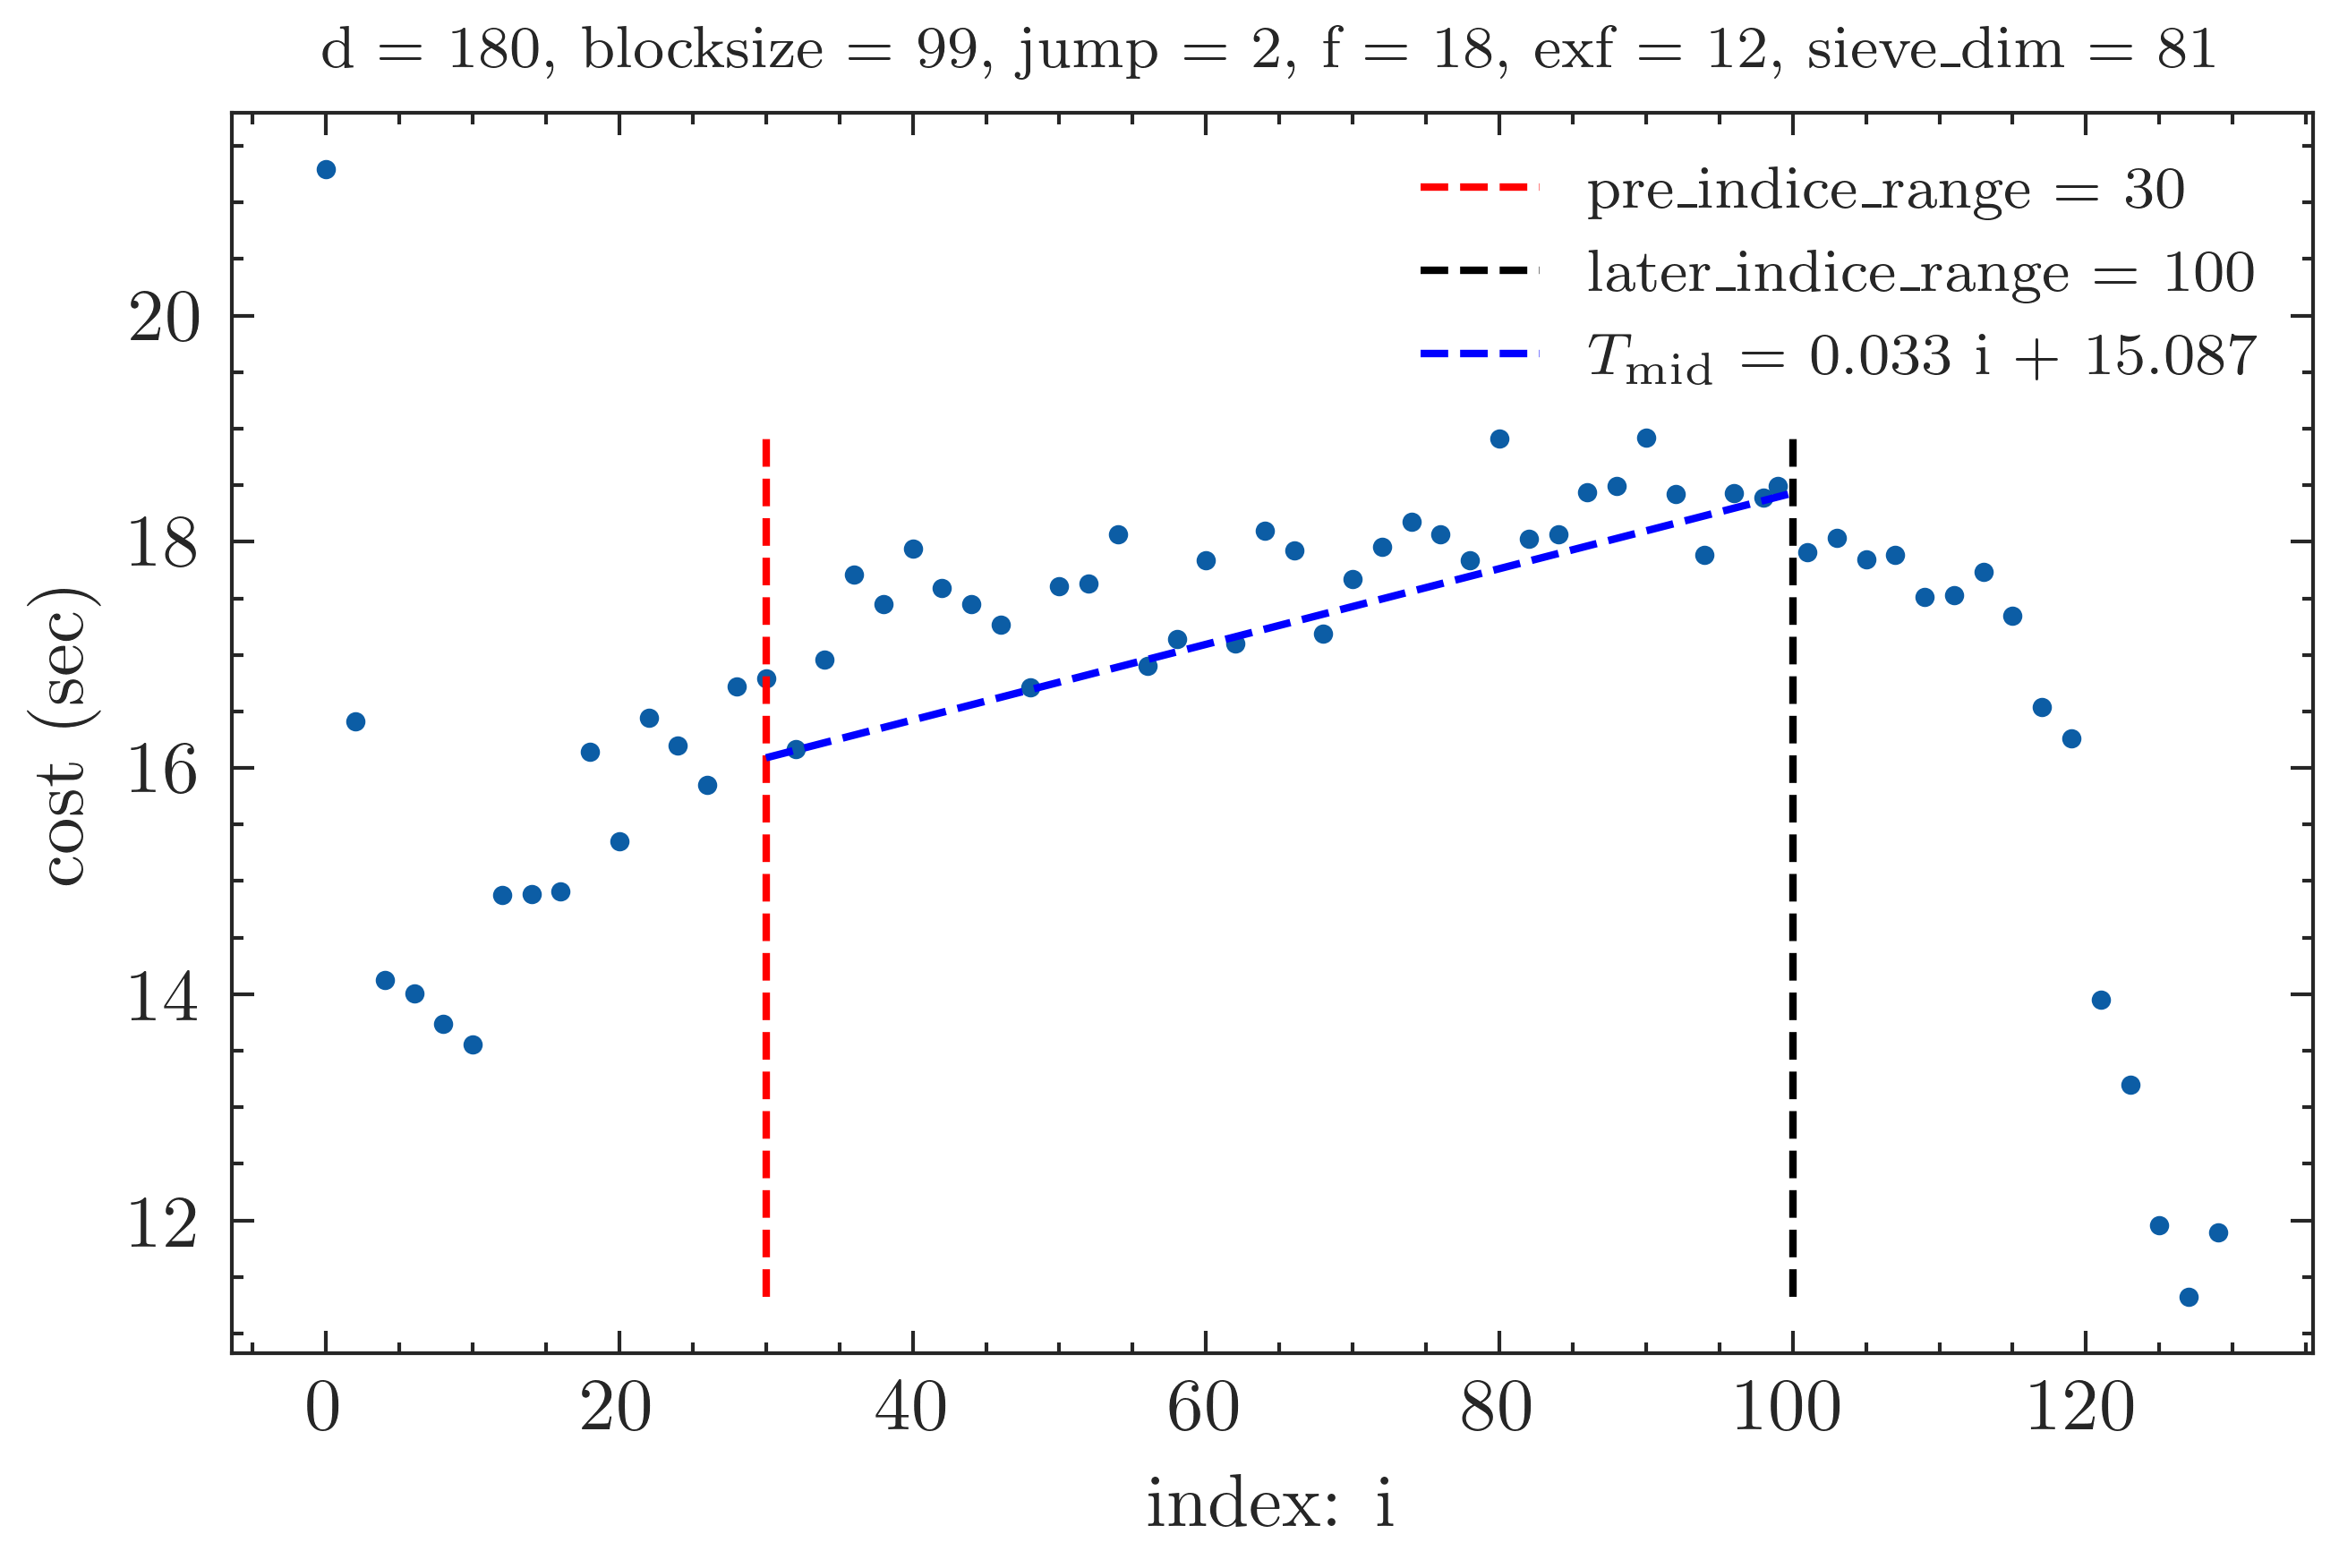 d = 180, blocksize = 99, jump = 2, f = 18, exf = 12, sieve_dim = 81
pre_indice_range = 30
later_indice_range = 100
T_mid = 0.033 i + 15.087
cost (sec)
20
18
16
14
12
0 20 40 60 80 100 120
index: i